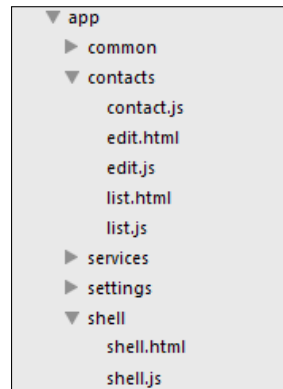 app
common
contacts
contact.js
edit.html
edit.js
list.html
list.js
services
settings
shell
shell.html
shell.js